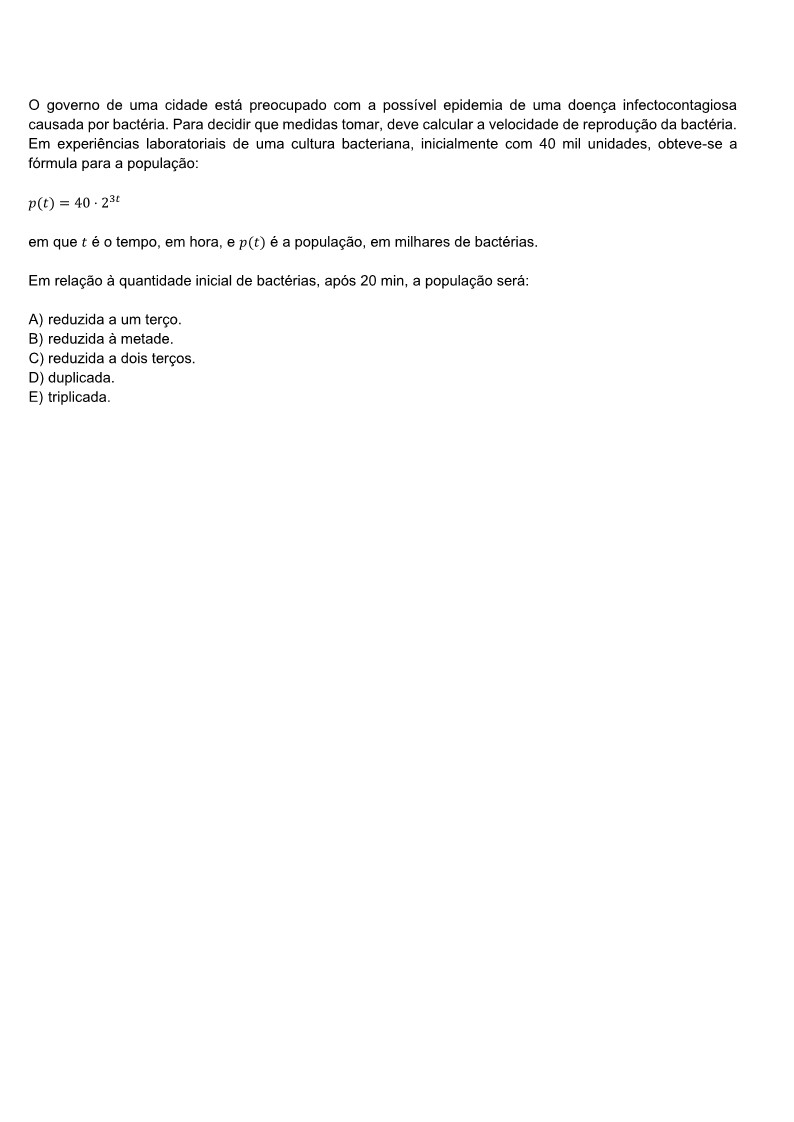 O governo de uma cidade está preocupado com a possível epidemia de uma doença infectocontagiosa
causada por bactéria. Para decidir que medidas tomar, deve calcular a velocidade de reprodução da bactéria.
Em experiências laboratoriais de uma cultura bacteriana, inicialmente com 40 mil unidades, obteve-se a
fórmula para a população:
p(t) = 40 · 2³ᵗ
em que t é o tempo, em hora, e p(t) é a população, em milhares de bactérias.
Em relação à quantidade inicial de bactérias, após 20 min, a população será:
A) reduzida a um terço.
B) reduzida à metade.
C) reduzida a dois terços.
D) duplicada.
E) triplicada.